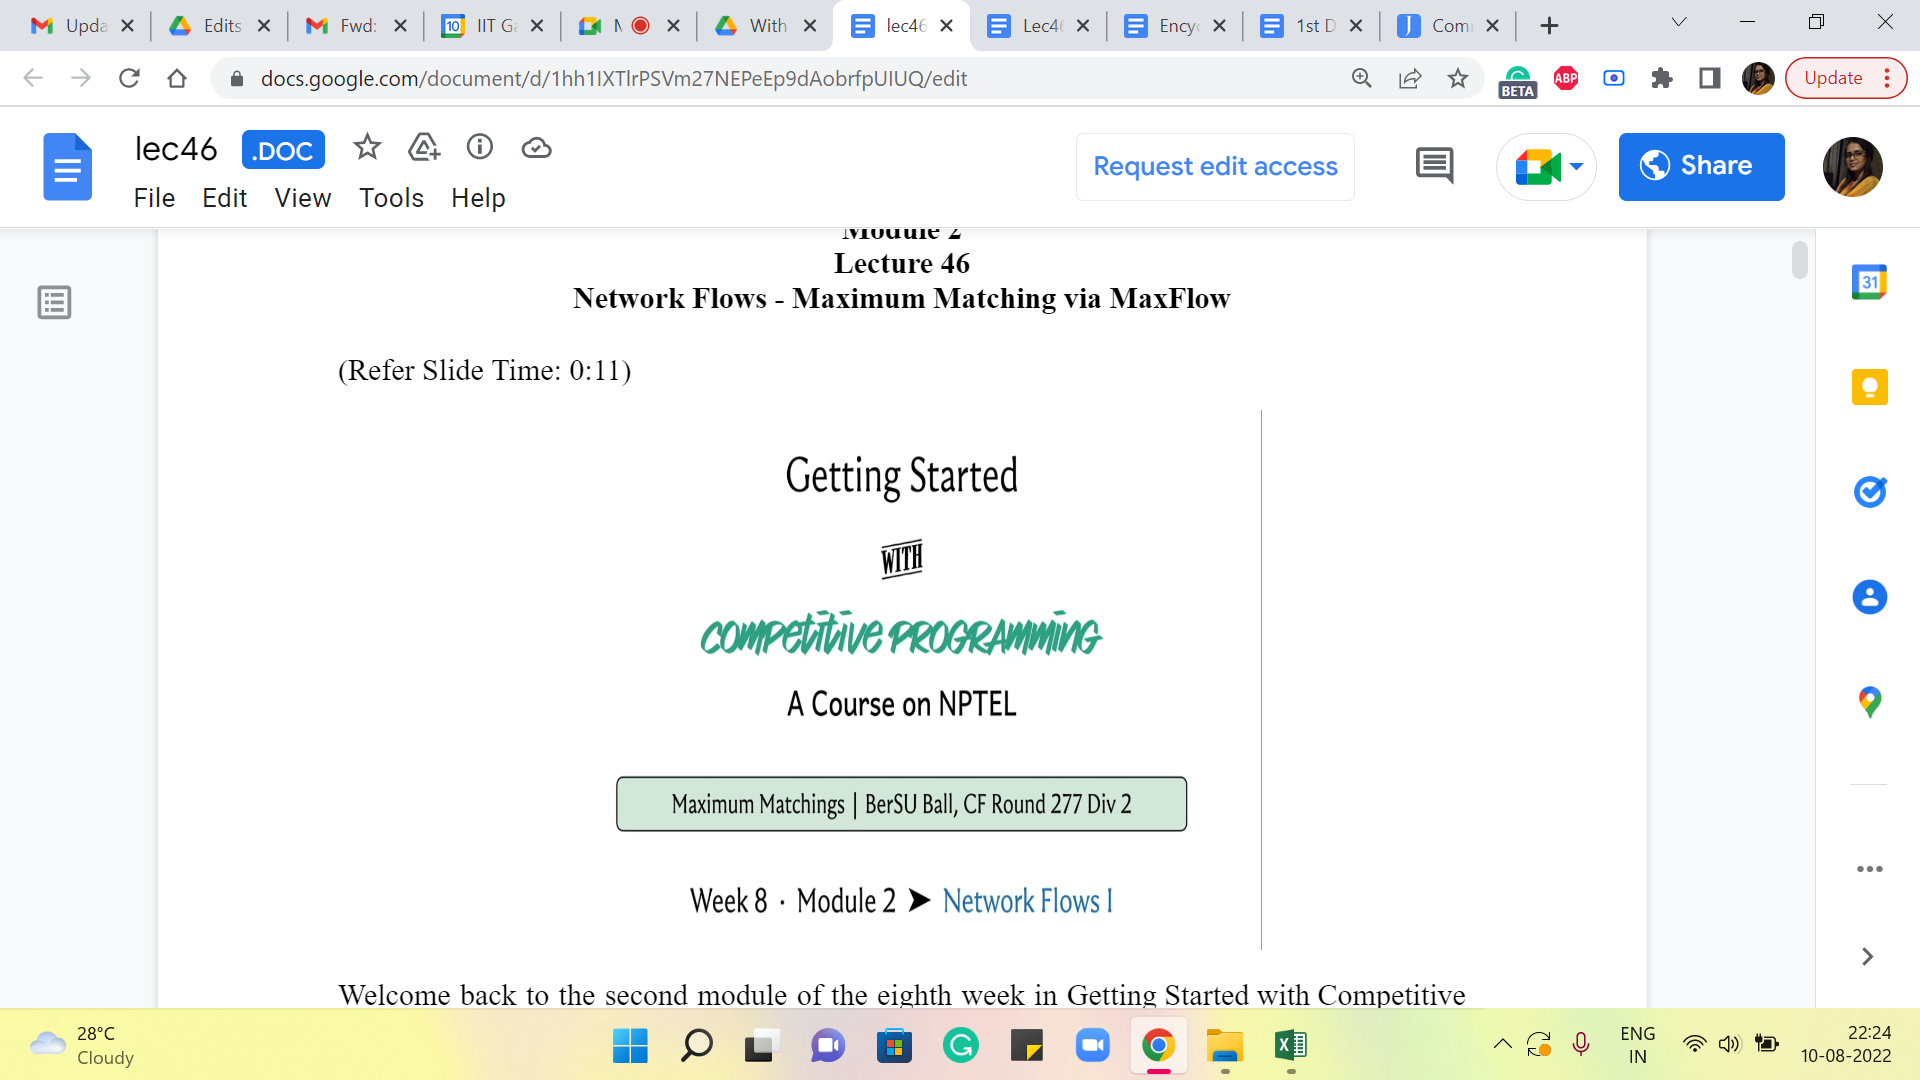 Upda
Edits
Fwd:
10
IIT Ga
M
With
lec46
Lec46
Ency
1st D
J
Com
docs.google.com/document/d/1hh1IXTlrPSVm27NEPeEp9dAobrfpUIUQ/edit
BETA
ABP
Update
lec46 .DOC
Request edit access
Share
File Edit View Tools Help
Module 2
Lecture 46
Network Flows - Maximum Matching via MaxFlow
(Refer Slide Time: 0:11)
Getting Started
WITH
COMPETITIVE PROGRAMMING
A Course on NPTEL
Maximum Matchings | BerSU Ball, CF Round 277 Div 2
Week 8 · Module 2 ➤ Network Flows I
Welcome back to the second module of the eighth week in Getting Started with Competitive
31
28°C
Cloudy
ENG
IN
22:24
10-08-2022